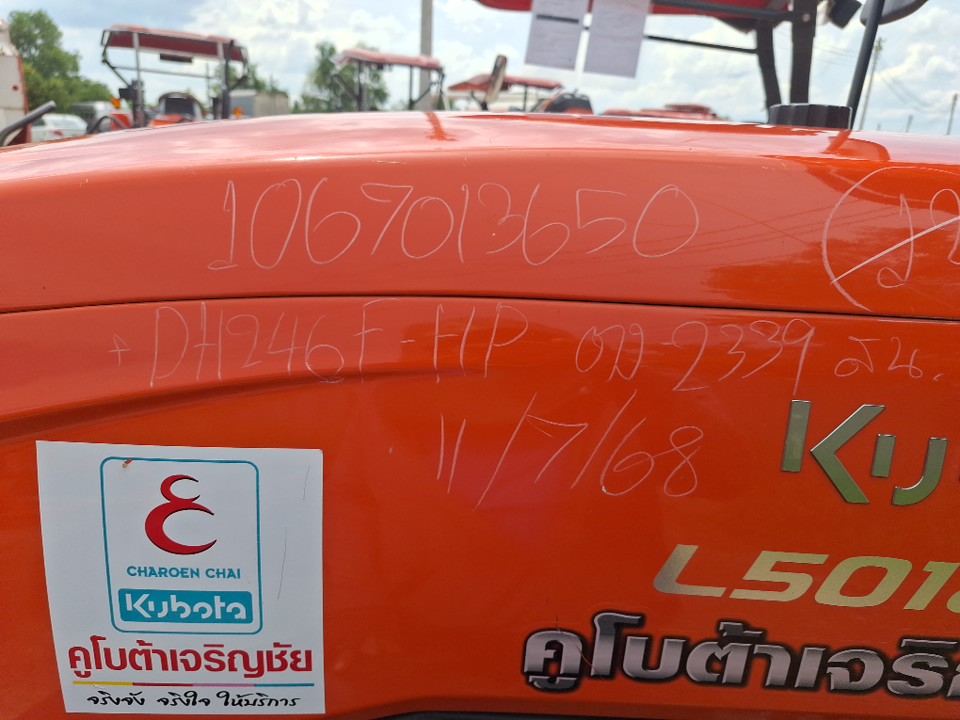 1067013650
+ DH246F-HP
2339 สน.
11/7/68
KU
L501
CHAROEN CHAI
Kubota
คูโบต้าเจริญชัย
จริงจัง จริงใจ ให้บริการ
คูโบต้าเจริ